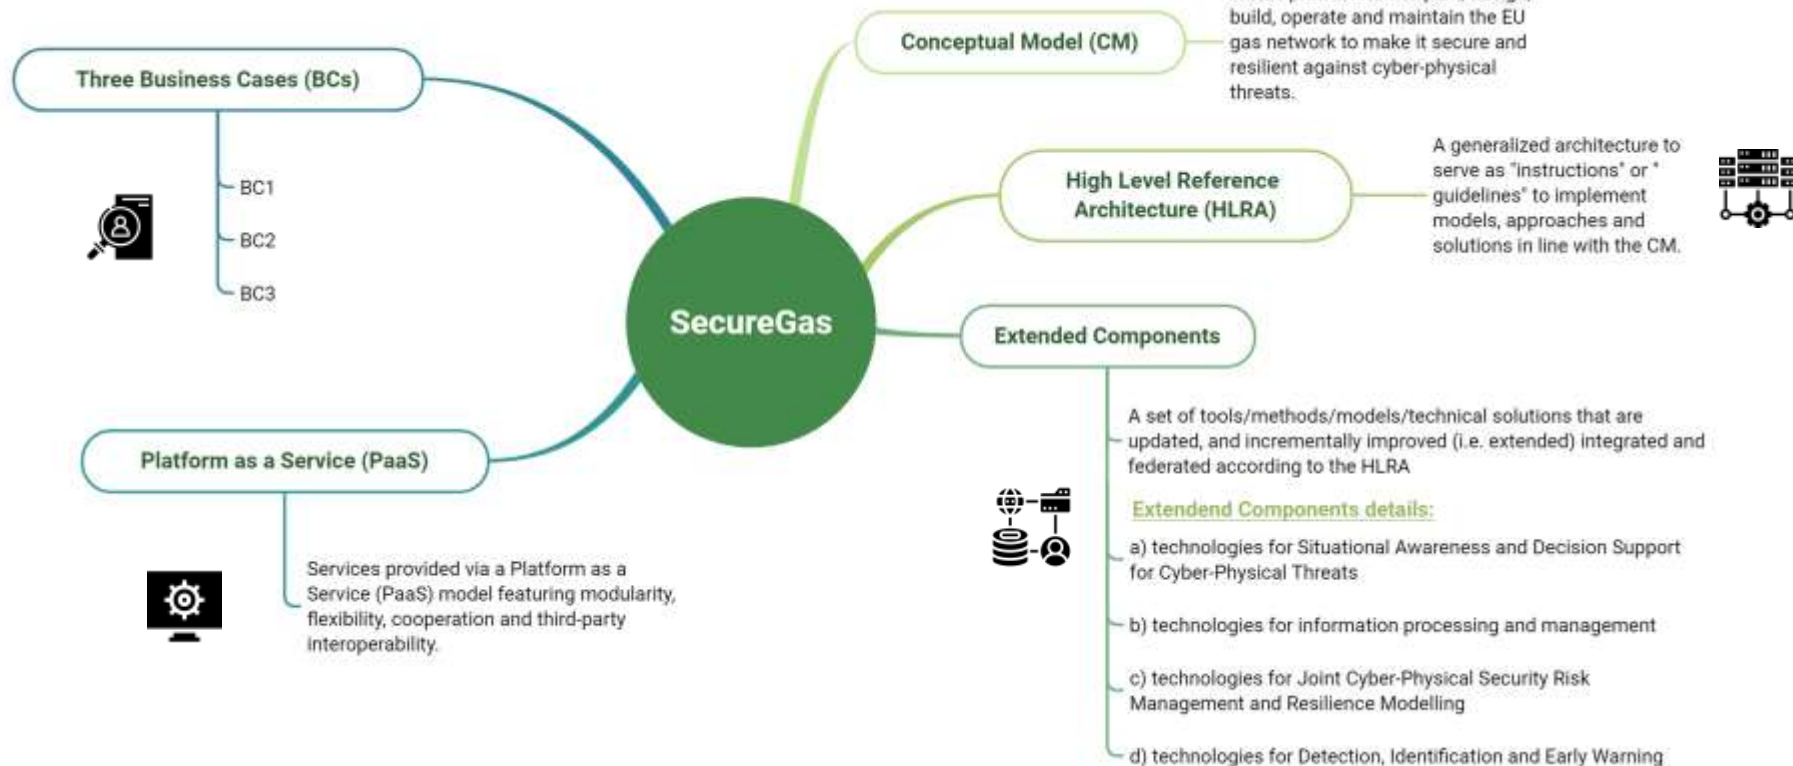 build, operate and maintain the EU
gas network to make it secure and
resilient against cyber-physical
threats.
Conceptual Model (CM)
Three Business Cases (BCs)
BC1
BC2
BC3
A generalized architecture to
serve as "instructions" or "
guidelines" to implement
models, approaches and
solutions in line with the CM.
High Level Reference
Architecture (HLRA)
SecureGas
Extended Components
A set of tools/methods/models/technical solutions that are
updated, and incrementally improved (i.e. extended) integrated and
federated according to the HLRA
Extendend Components details:
a) technologies for Situational Awareness and Decision Support
for Cyber-Physical Threats
b) technologies for information processing and management
c) technologies for Joint Cyber-Physical Security Risk
Management and Resilience Modelling
d) technologies for Detection, Identification and Early Warning
Platform as a Service (PaaS)
Services provided via a Platform as a
Service (PaaS) model featuring modularity,
flexibility, cooperation and third-party
interoperability.